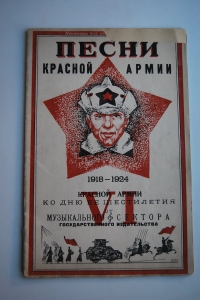 ПЕСНИ
КРАСНОЙ АРМИИ
1918-1924
КРАСНОЙ АРМИИ
КО ДНЮ ШЕСТИЛЕТИЯ
МУЗЫКАЛЬНОГО СЕКТОРА
ГОСУДАРСТВЕННОГО ИЗДАТЕЛЬСТВА